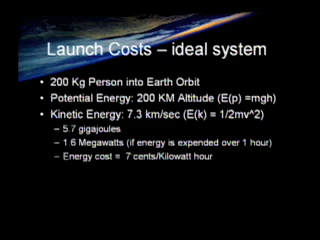 Launch Costs – ideal system
• 200 Kg Person into Earth Orbit
• Potential Energy: 200 KM Altitude (E(p) =mgh)
• Kinetic Energy: 7.3 km/sec (E(k) = 1/2mv^2)
– 5.7 gigajoules
– 1.6 Megawatts (if energy is expended over 1 hour)
– Energy cost = 7 cents/Kilowatt hour